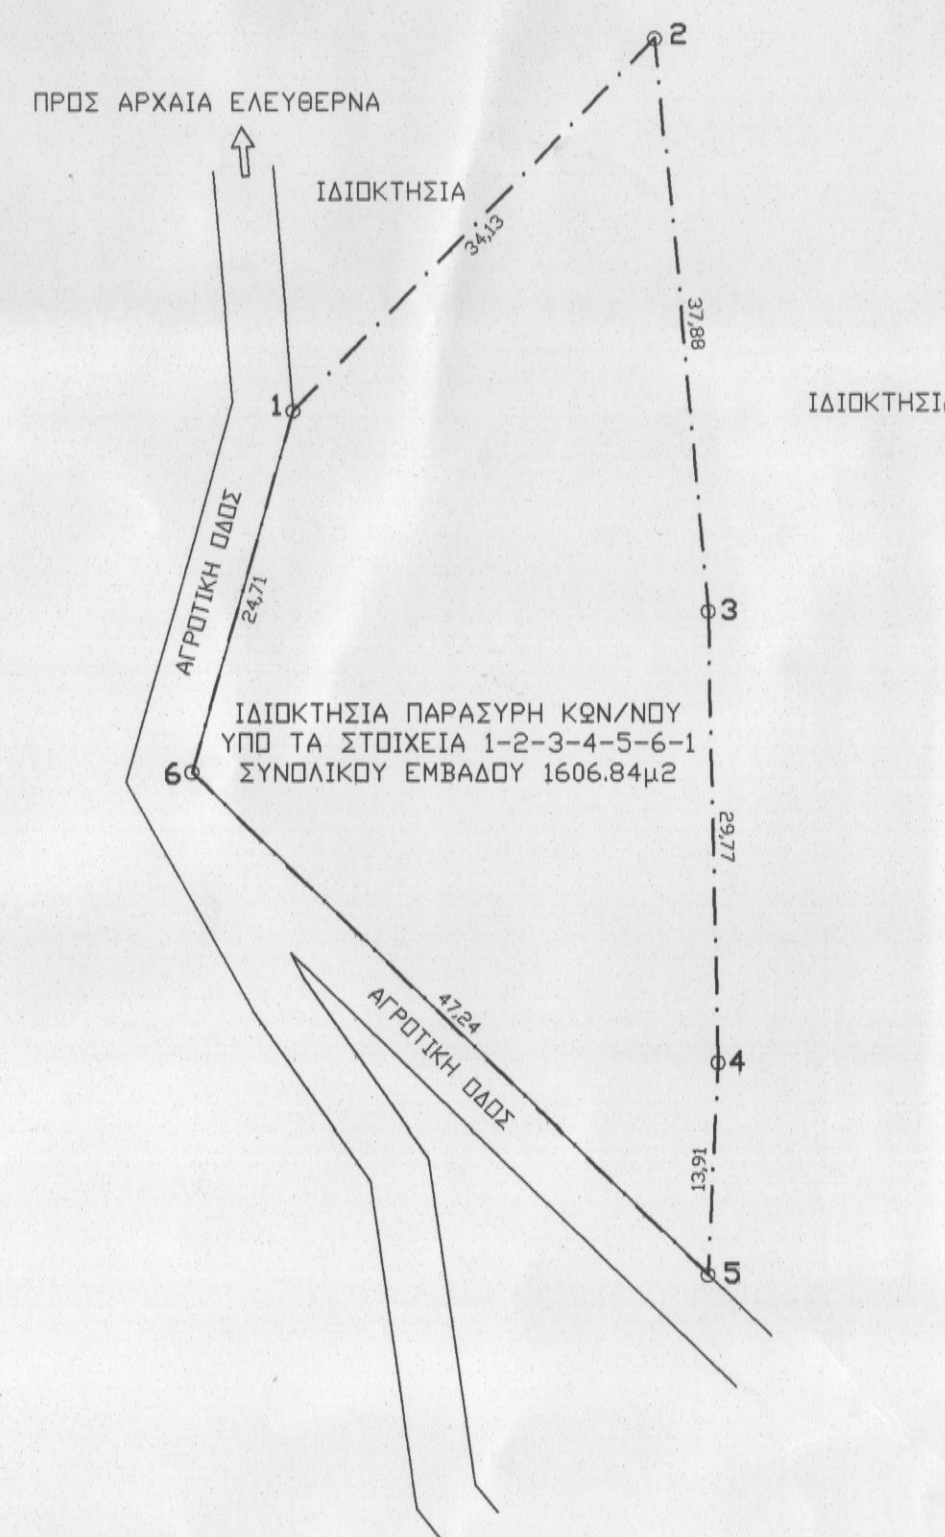 2
ΠΡΟΣ ΑΡΧΑΙΑ ΕΛΕΥΘΕΡΝΑ
ΙΔΙΟΚΤΗΣΙΑ
34,13
37,88
ΙΔΙΟΚΤΗΣΙΑ
1
ΑΓΡΟΤΙΚΗ ΟΔΟΣ
24,71
3
ΙΔΙΟΚΤΗΣΙΑ ΠΑΡΑΣΥΡΗ ΚΩΝ/ΝΟΥ
ΥΠΟ ΤΑ ΣΤΟΙΧΕΙΑ 1-2-3-4-5-6-1
ΣΥΝΟΛΙΚΟΥ ΕΜΒΑΔΟΥ 1606.84μ2
6
29,77
47,24
ΑΓΡΟΤΙΚΗ ΟΔΟΣ
4
13,91
5